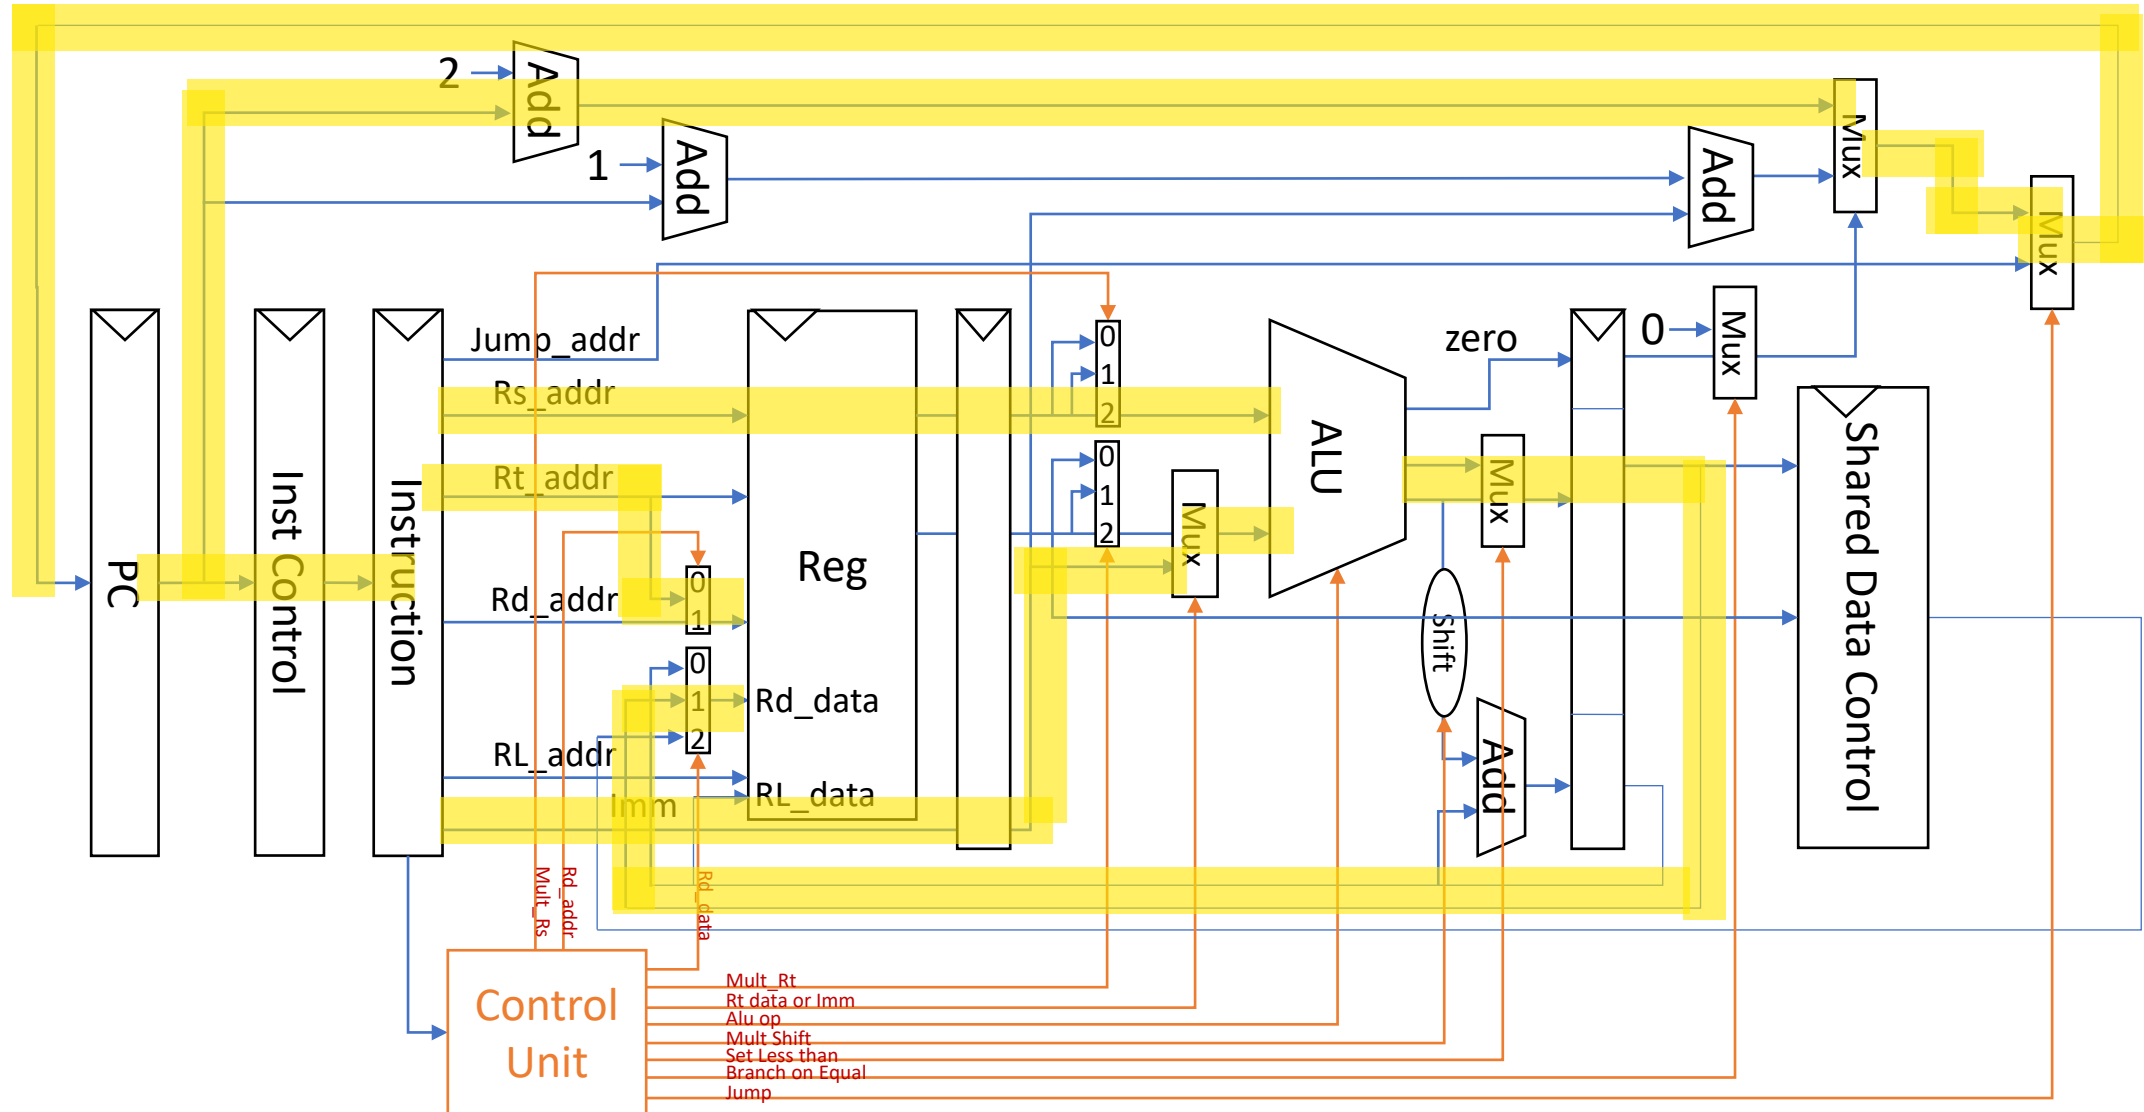 2
Add
1
Add
Add
Mux
Mux
Jump_addr
Rs_addr
Rt_addr
Rd_addr
RL_addr
Imm
PC
Inst Control
Instruction
0
1
0
1
2
Reg
Rd_data
RL_data
0
1
2
0
1
2
Mux
ALU
zero
Mux
Shift
Add
0
Mux
Shared Data Control
Mult_Rs
Rd_addr
Rd_data
Control
Unit
Mult_Rt
Rt data or Imm
Alu op
Mult Shift
Set Less than
Branch on Equal
Jump